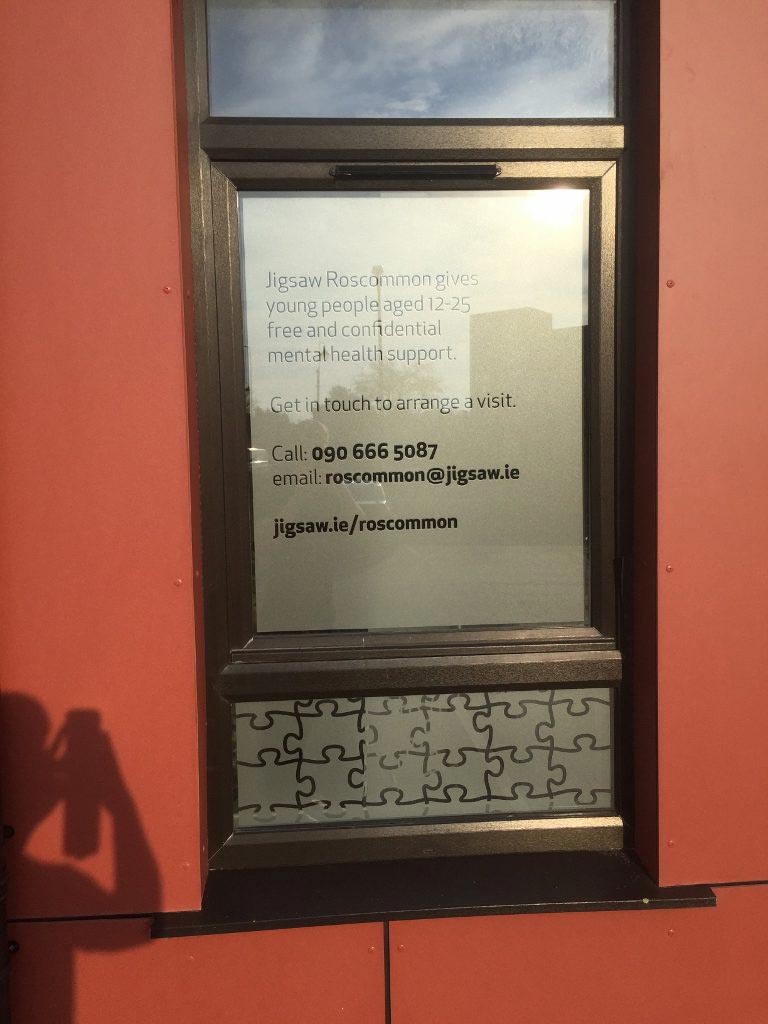 Jigsaw Roscommon gives
young people aged 12-25
free and confidential
mental health support.
Get in touch to arrange a visit.
Call: 090 666 5087
email: roscommon@jigsaw.ie
jigsaw.ie/roscommon